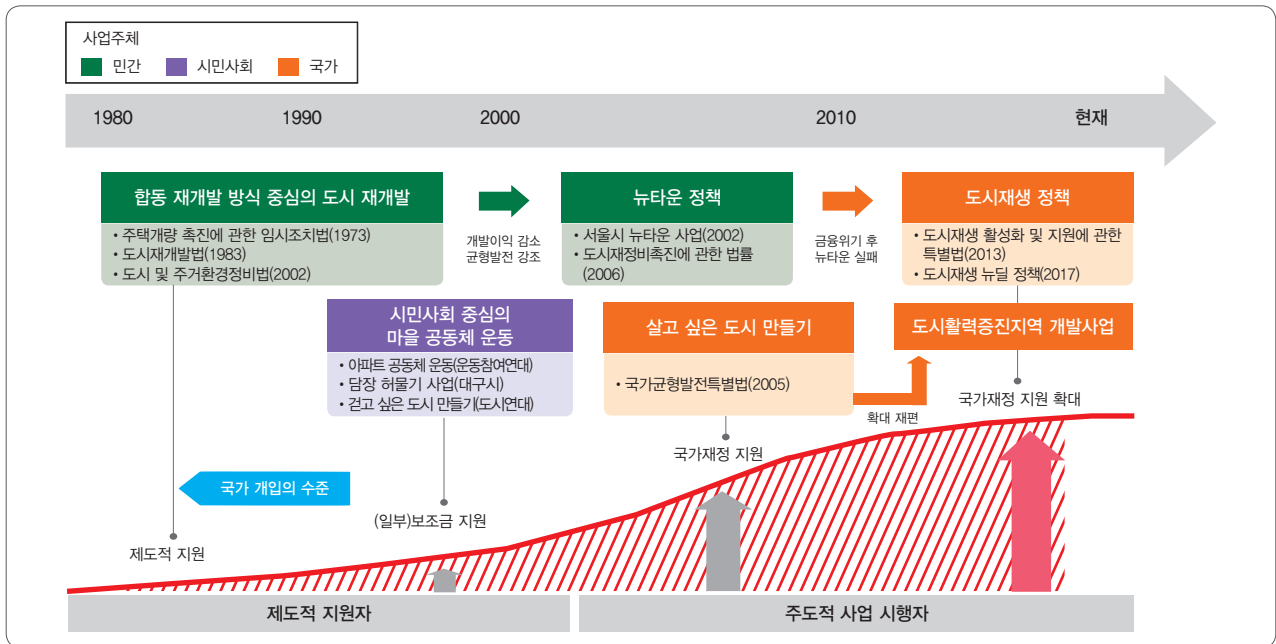 사업주체
민간 시민사회 국가
1980 1990 2000 2010 현재
합동 재개발 방식 중심의 도시 재개발
• 주택개량 촉진에 관한 임시조치법(1973)
• 도시재개발법(1983)
• 도시 및 주거환경정비법(2002)
개발이익 감소
균형발전 강조
뉴타운 정책
• 서울시 뉴타운 사업(2002)
• 도시재정비촉진에 관한 법률
(2006)
금융위기 후
뉴타운 실패
도시재생 정책
• 도시재생 활성화 및 지원에 관한
특별법(2013)
• 도시재생 뉴딜 정책(2017)
시민사회 중심의
마을 공동체 운동
• 아파트 공동체 운동(운동참여연대)
• 담장 허물기 사업(대구시)
• 걷고 싶은 도시 만들기(도시연대)
살고 싶은 도시 만들기
• 국가균형발전특별법(2005)
확대 재편
도시활력증진지역 개발사업
국가재정 지원 확대
국가재정 지원
국가 개입의 수준
(일부)보조금 지원
제도적 지원
제도적 지원자
주도적 사업 시행자